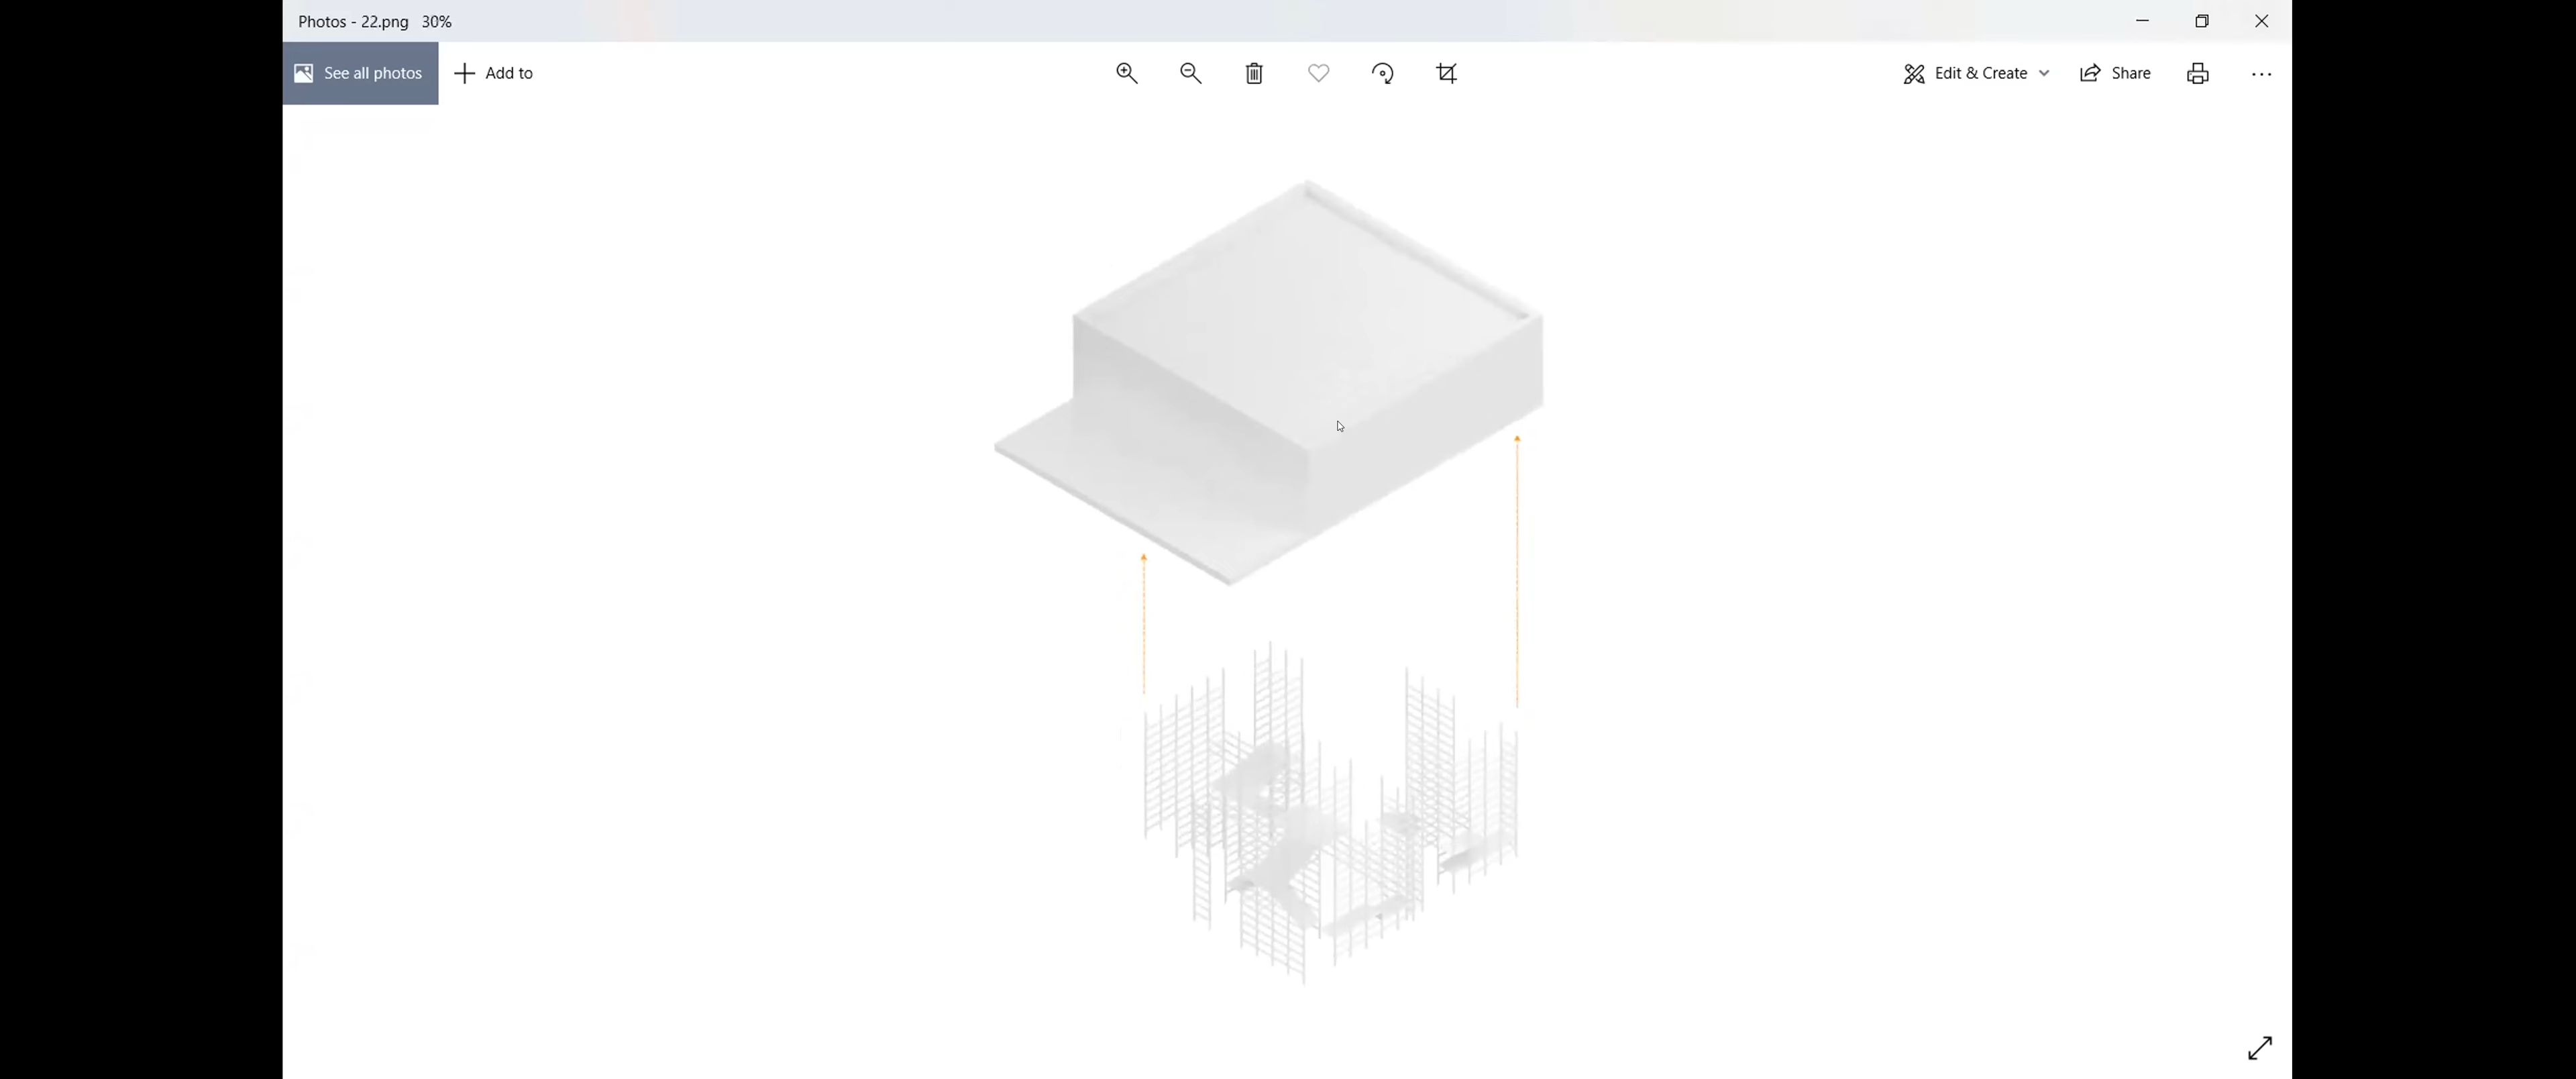 Photos - 22.png 30%
See all photos
Add to
Edit & Create
Share